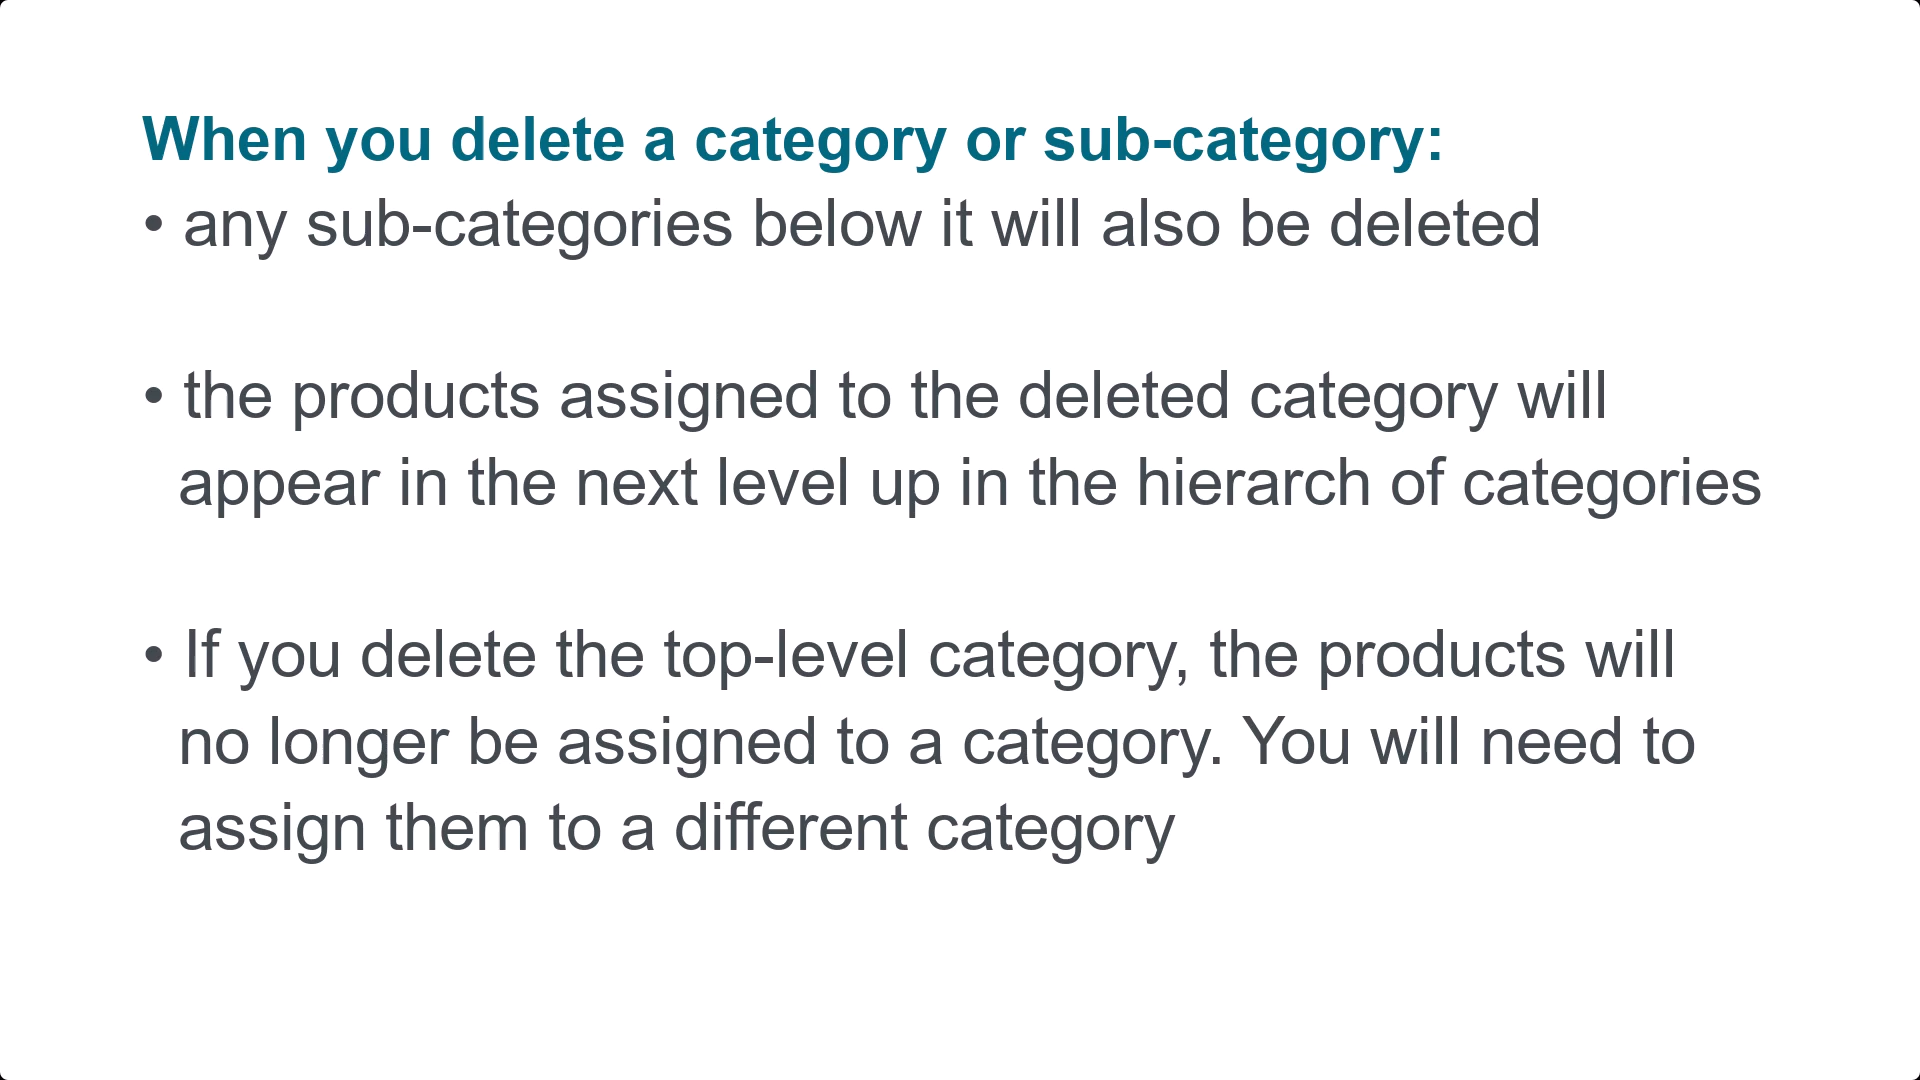 When you delete a category or sub-category:
• any sub-categories below it will also be deleted
• the products assigned to the deleted category will
appear in the next level up in the hierarch of categories
• If you delete the top-level category, the products will
no longer be assigned to a category. You will need to
assign them to a different category